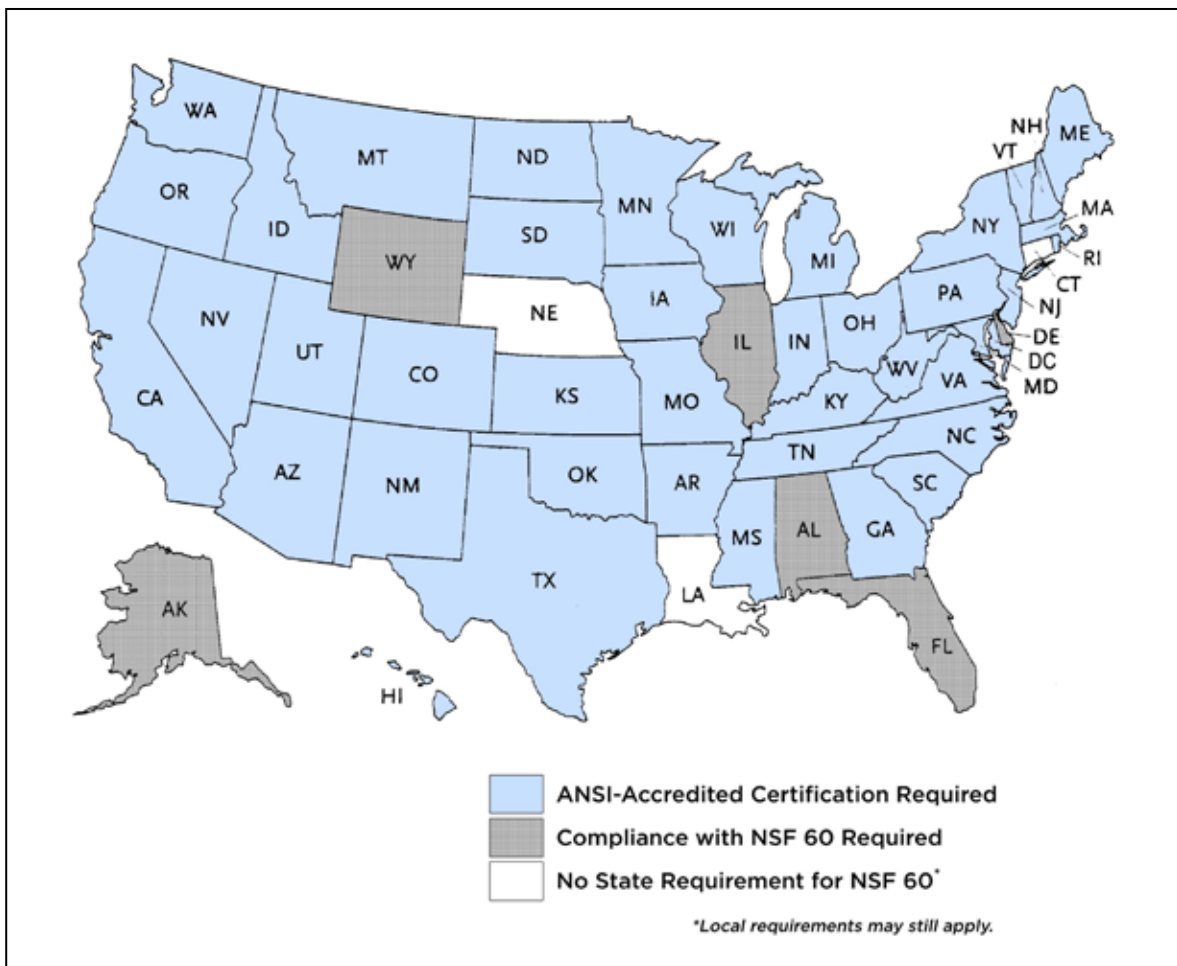 WA
MT
ND
MN
OR
ID
SD
WI
MI
NY
NH
VT
ME
MA
RI
CT
WY
IA
NE
PA
NJ
NV
UT
CO
KS
MO
IL
IN
OH
WV
VA
DE
DC
MD
CA
KY
NC
AZ
NM
OK
AR
TN
SC
MS
AL
GA
TX
LA
FL
AK
HI
ANSI-Accredited Certification Required
Compliance with NSF 60 Required
No State Requirement for NSF 60*
*Local requirements may still apply.